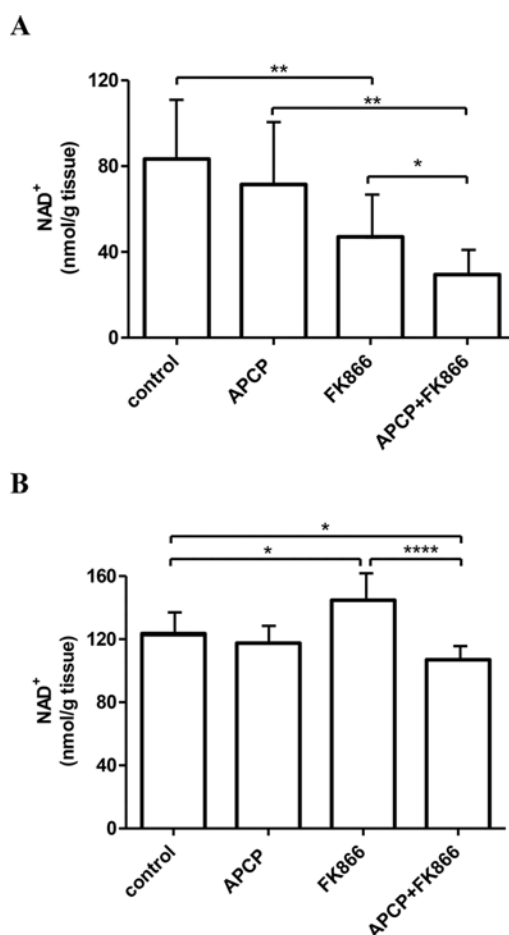 A
**
120
**
80
*
NAD+
(nmol/g tissue)
40
0
control
APCP
FK866
APCP+FK866
B
*
*
****
160
120
NAD+
(nmol/g tissue)
80
40
0
control
APCP
FK866
APCP+FK866